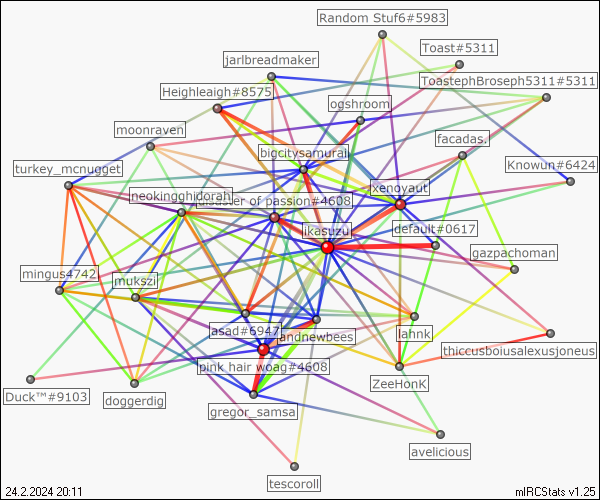 Random Stuf6#5983
Toast#5311
jarlbreadmaker
ToastephBroseph5311#5311
Heighleaigh#8575
ogshroom
moonraven
facadas.
bigcitysamurai
Knowun#6424
turkey_mcnugget
xenoyaut
neokingghidorah
disaster of passion#4608
ikasuzu
default#0617
gazpachoman
mingus4742
mukszi
asad#6947
andnewbees
lahnk
thiccusboiusalexusjoneus
pink hair woag#4608
ZeeHonK
Duck™#9103
doggerdig
gregor_samsa
avelicious
tescoroll
24.2.2024 20:11
mIRCStats v1.25